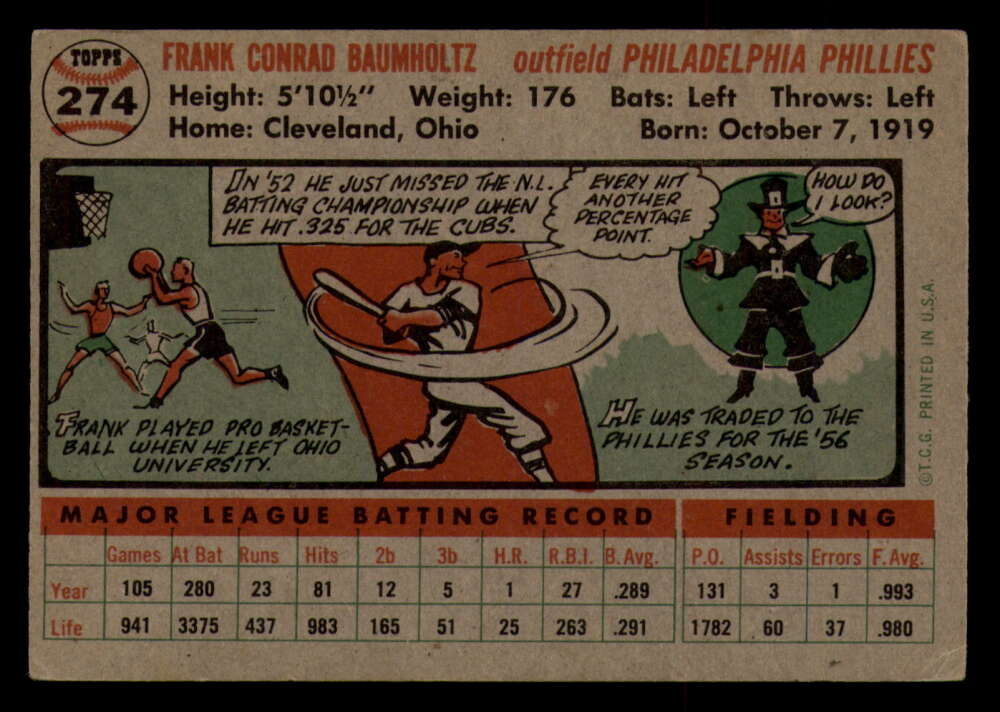 TOPPS
274
FRANK CONRAD BAUMHOLTZ outfield PHILADELPHIA PHILLIES
Height: 5'10½" Weight: 176 Bats: Left Throws: Left
Home: Cleveland, Ohio Born: October 7, 1919
IN '52 HE JUST MISSED THE N.L.
BATTING CHAMPIONSHIP WHEN
HE HIT .325 FOR THE CUBS.
EVERY HIT
ANOTHER
PERCENTAGE
POINT.
HOW DO
I LOOK?
FRANK PLAYED PRO BASKET-
BALL WHEN HE LEFT OHIO
UNIVERSITY.
HE WAS TRADED TO THE
PHILLIES FOR THE '56
SEASON.
©T.C.G. PRINTED IN U.S.A.
MAJOR LEAGUE BATTING RECORD FIELDING
Games At Bat Runs Hits 2b 3b H.R. R.B.I. B. Avg. P.O. Assists Errors F. Avg.
Year 105 280 23 81 12 5 1 27 .289 131 3 1 .993
Life 941 3375 437 983 165 51 25 263 .291 1782 60 37 .980